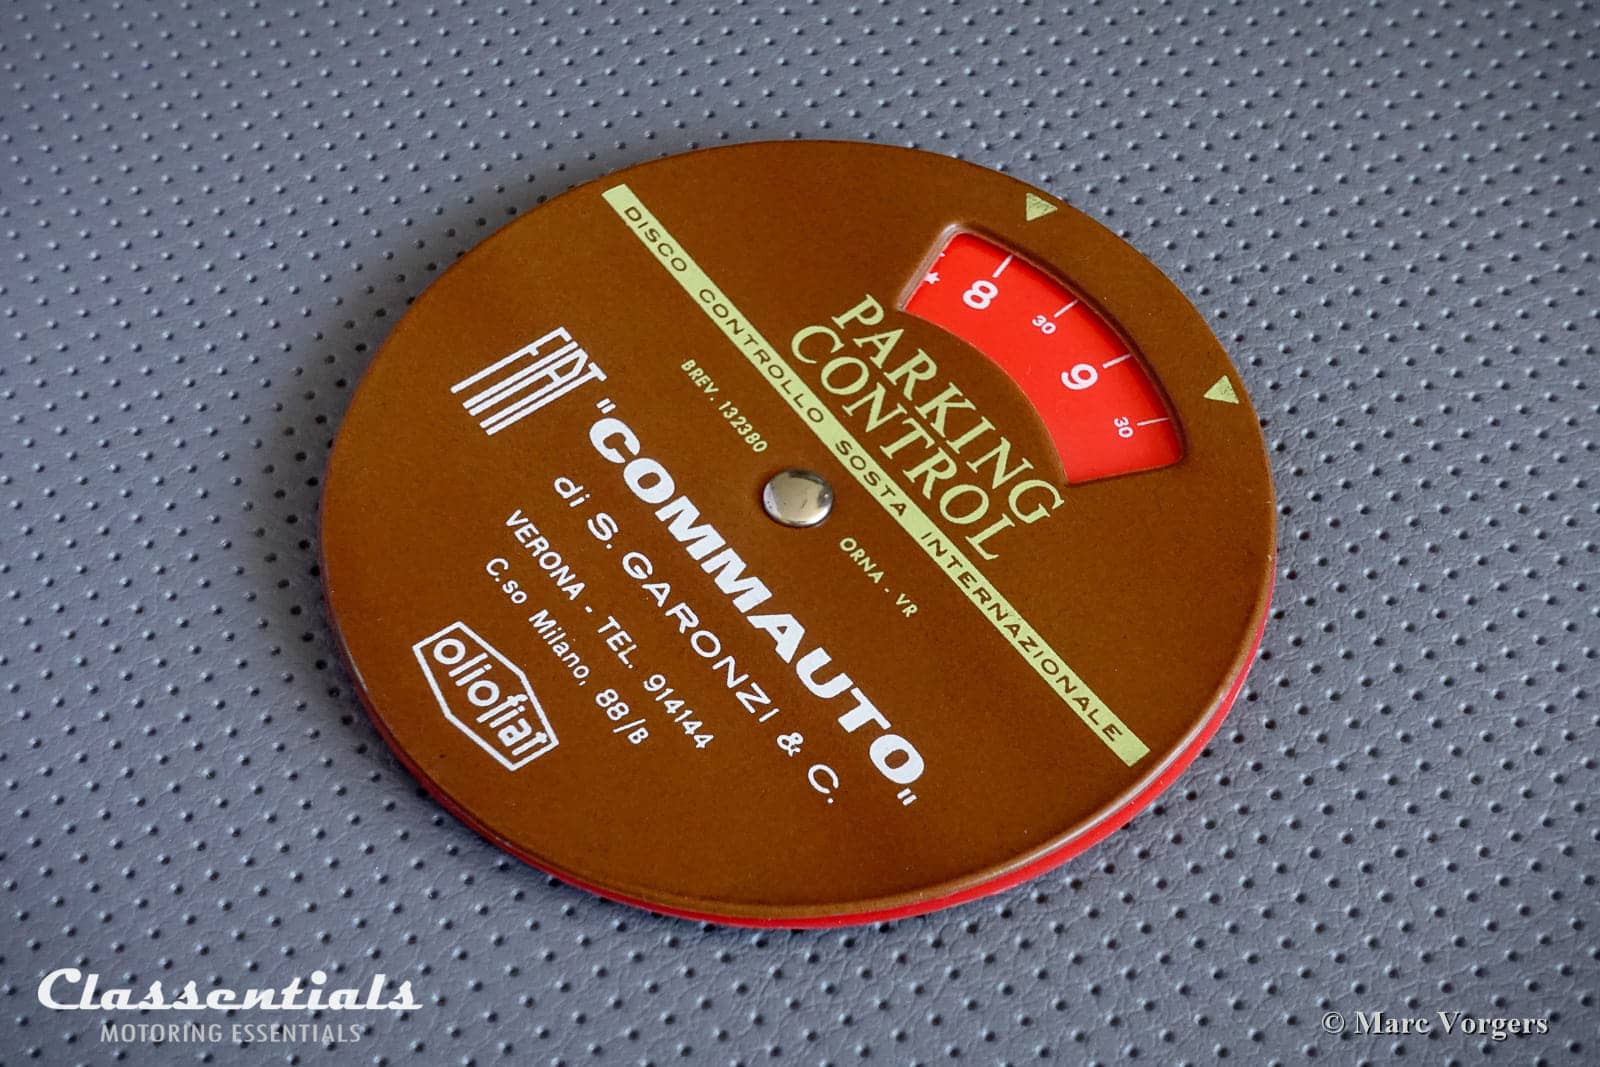 DISCO CONTROLLO SOSTA INTERNAZIONALE
8
30
9
30
PARKING
CONTROL
BREV. 132380
ORNA - VR
FIAT
"COMMAUTO"
di S. GARONZI & C.
VERONA - TEL. 914144
C.so Milano, 88/B
oliofiat
Classentials
MOTORING ESSENTIALS
© Marc Vorgers